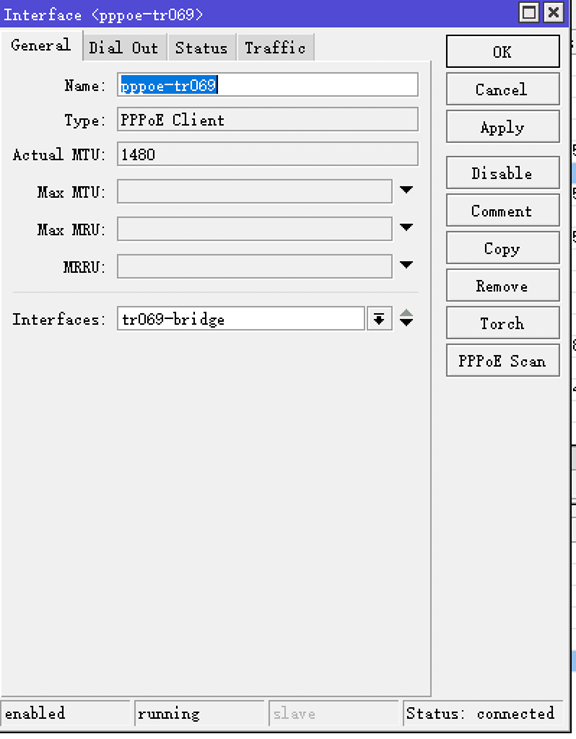 Interface <pppoe-tr069>
General Dial Out Status Traffic
Name: pppoe-tr069
Type: PPPoE Client
Actual MTU: 1480
Max MTU:
Max MRU:
MRRU:
Interfaces: tr069-bridge
OK
Cancel
Apply
Disable
Comment
Copy
Remove
Torch
PPPoE Scan
enabled running slave Status: connected